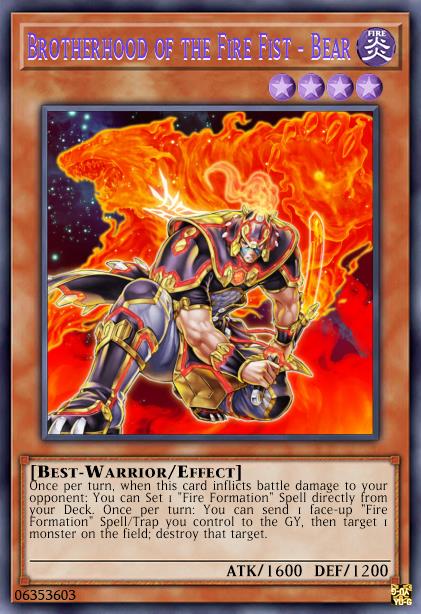 Brotherhood of the Fire Fist - Bear
FIRE
炎
[Best-Warrior/Effect]
Once per turn, when this card inflicts battle damage to your
opponent: You can Set 1 "Fire Formation" Spell directly from
your Deck. Once per turn: You can send 1 face-up "Fire
Formation" Spell/Trap you control to the GY, then target 1
monster on the field; destroy that target.
ATK/1600 DEF/1200
06353603